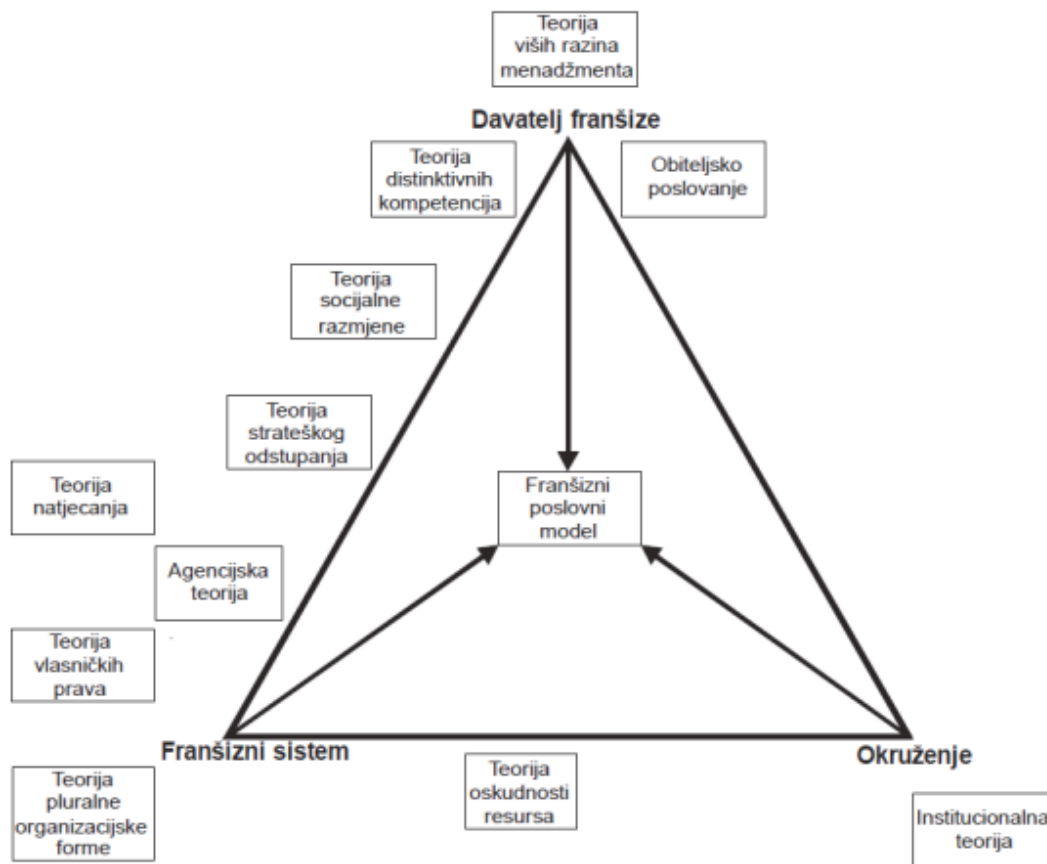 Teorija
viših razina
menadžmenta
Davatelj franšize
Teorija
distinktivnih
kompetencija
Obiteljsko
poslovanje
Teorija
socijalne
razmjene
Teorija
strateškog
odstupanja
Teorija
natjecanja
Franšizni
poslovni
model
Agencijska
teorija
Teorija
vlasničkih
prava
Franšizni sistem
Okruženje
Teorija
pluralne
organizacijske
forme
Teorija
oskudnosti
resursa
Institucionalna
teorija